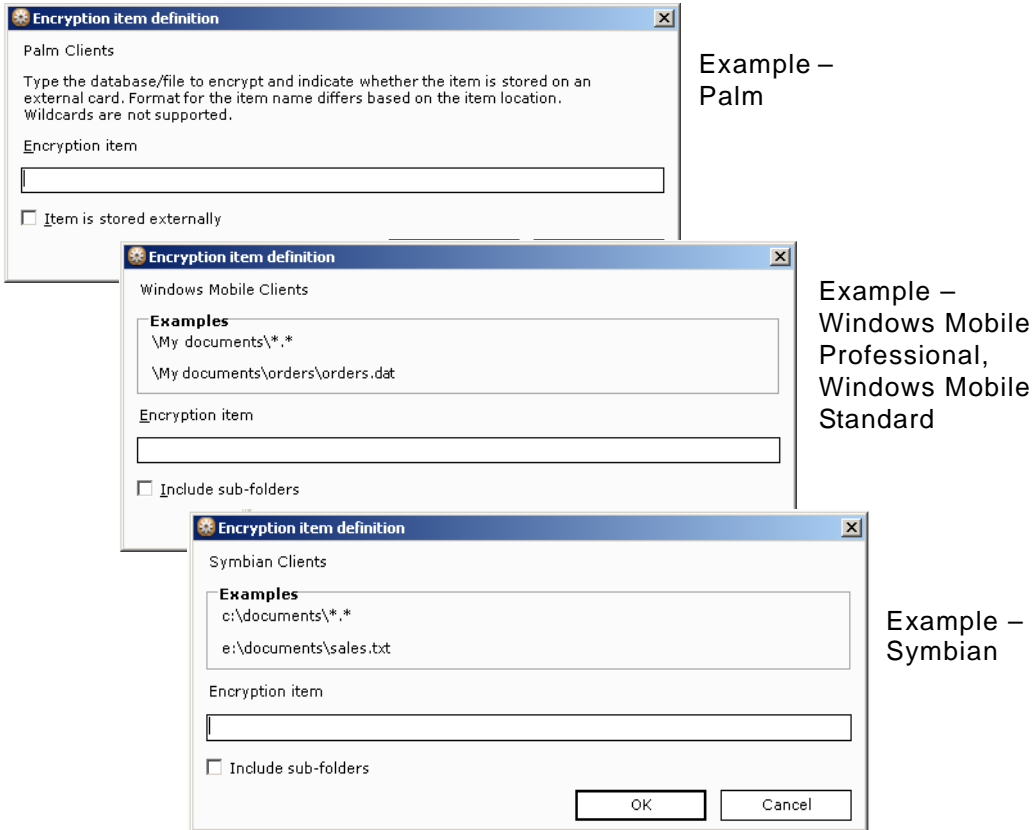 Encryption item definition
Palm Clients
Type the database/file to encrypt and indicate whether the item is stored on an
external card. Format for the item name differs based on the item location.
Wildcards are not supported.
Encryption item
Item is stored externally
Example –
Palm
Encryption item definition
Windows Mobile Clients
Examples
\My documents\*.*
\My documents\orders\orders.dat
Encryption item
Include sub-folders
Example –
Windows Mobile
Professional,
Windows Mobile
Standard
Encryption item definition
Symbian Clients
Examples
c:\documents\*.*
e:\documents\sales.txt
Encryption item
Include sub-folders
OK
Cancel
Example –
Symbian